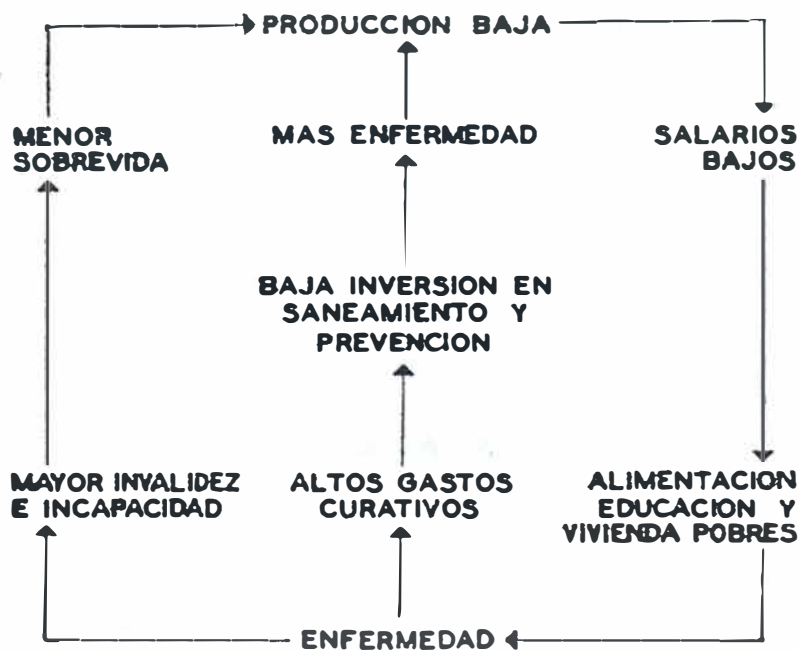 PRODUCCION BAJA
MENOR
SOBREVIDA
MAS ENFERMEDAD
SALARIOS
BAJOS
BAJA INVERSION EN
SANEAMIENTO Y
PREVENCION
MAYOR INVALIDEZ
E INCAPACIDAD
ALTOS GASTOS
CURATIVOS
ALIMENTACION
EDUCACION Y
VIVIENDA POBRES
ENFERMEDAD